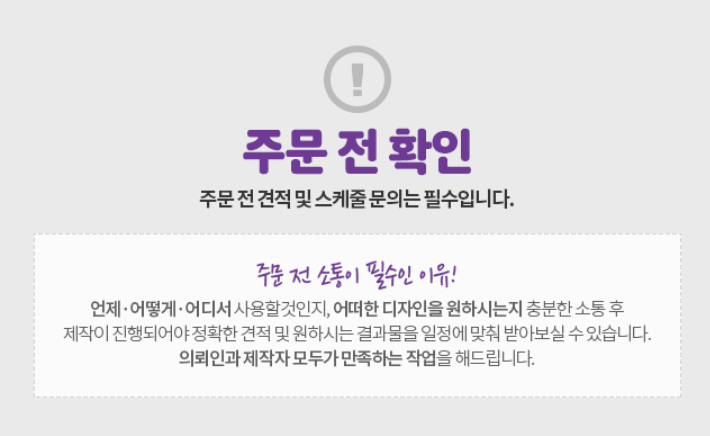 주문 전 확인
주문 전 견적 및 스케줄 문의는 필수입니다.
주문 전 소통이 필수인 이유!
언제·어떻게·어디서 사용할것인지, 어떠한 디자인을 원하시는지 충분한 소통 후
제작이 진행되어야 정확한 견적 및 원하시는 결과물을 일정에 맞춰 받아보실 수 있습니다.
의뢰인과 제작자 모두가 만족하는 작업을 해드립니다.